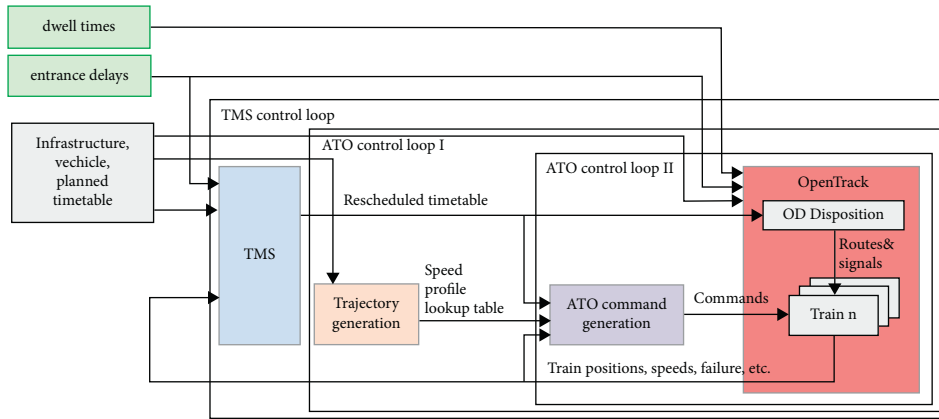 dwell times
entrance delays
TMS control loop
Infrastructure,
vechicle,
planned
timetable
ATO control loop I
ATO control loop II
OpenTrack
Rescheduled timetable
OD Disposition
TMS
Routes&
signals
Speed
profile
lookup table
Trajectory
generation
ATO command
generation
Commands
Train n
Train positions, speeds, failure, etc.